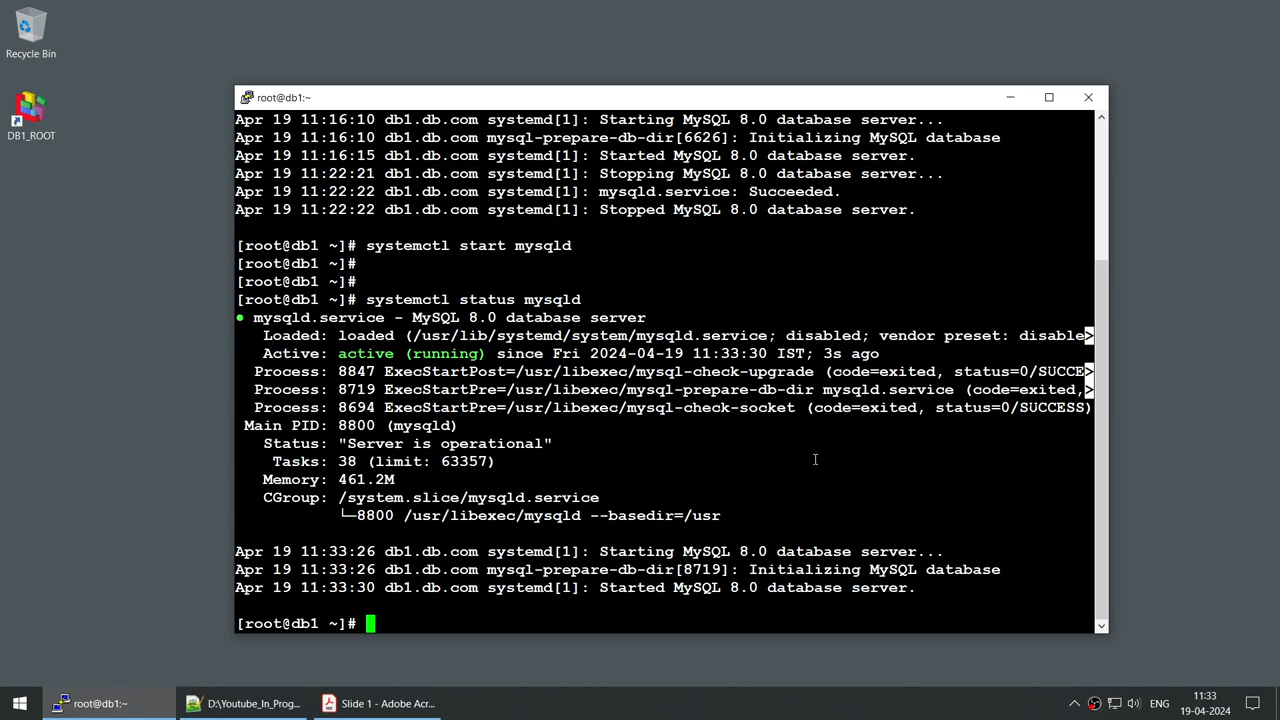 Recycle Bin
DB1_ROOT
root@db1:~
Apr 19 11:16:10 db1.db.com systemd[1]: Starting MySQL 8.0 database server...
Apr 19 11:16:10 db1.db.com mysql-prepare-db-dir[6626]: Initializing MySQL database
Apr 19 11:16:15 db1.db.com systemd[1]: Started MySQL 8.0 database server.
Apr 19 11:22:21 db1.db.com systemd[1]: Stopping MySQL 8.0 database server...
Apr 19 11:22:22 db1.db.com systemd[1]: mysqld.service: Succeeded.
Apr 19 11:22:22 db1.db.com systemd[1]: Stopped MySQL 8.0 database server.
[root@db1 ~]# systemctl start mysqld
[root@db1 ~]#
[root@db1 ~]#
[root@db1 ~]# systemctl status mysqld
● mysqld.service - MySQL 8.0 database server
Loaded: loaded (/usr/lib/systemd/system/mysqld.service; disabled; vendor preset: disable>
Active: active (running) since Fri 2024-04-19 11:33:30 IST; 3s ago
Process: 8847 ExecStartPost=/usr/libexec/mysql-check-upgrade (code=exited, status=0/SUCCE>
Process: 8719 ExecStartPre=/usr/libexec/mysql-prepare-db-dir mysqld.service (code=exited,>
Process: 8694 ExecStartPre=/usr/libexec/mysql-check-socket (code=exited, status=0/SUCCESS)
Main PID: 8800 (mysqld)
Status: "Server is operational"
Tasks: 38 (limit: 63357)
Memory: 461.2M
CGroup: /system.slice/mysqld.service
└─8800 /usr/libexec/mysqld --basedir=/usr
Apr 19 11:33:26 db1.db.com systemd[1]: Starting MySQL 8.0 database server...
Apr 19 11:33:26 db1.db.com mysql-prepare-db-dir[8719]: Initializing MySQL database
Apr 19 11:33:30 db1.db.com systemd[1]: Started MySQL 8.0 database server.
[root@db1 ~]#
root@db1:~
D:\Youtube_In_Prog...
Slide 1 - Adobe Acr...
ENG
11:33
19-04-2024